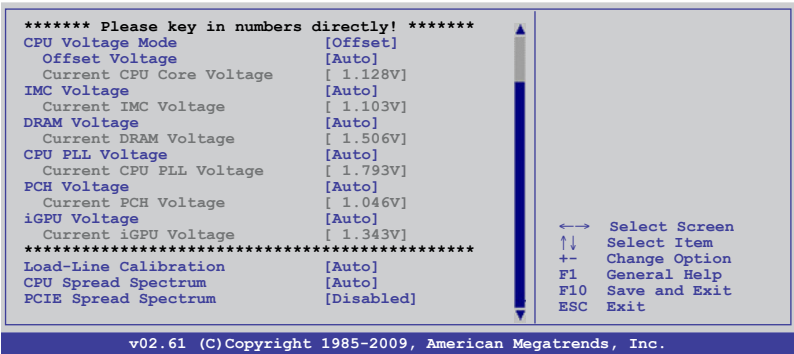 ******* Please key in numbers directly! *******
CPU Voltage Mode [Offset]
Offset Voltage [Auto]
Current CPU Core Voltage [ 1.128V]
IMC Voltage [Auto]
Current IMC Voltage [ 1.103V]
DRAM Voltage [Auto]
Current DRAM Voltage [ 1.506V]
CPU PLL Voltage [Auto]
Current CPU PLL Voltage [ 1.793V]
PCH Voltage [Auto]
Current PCH Voltage [ 1.046V]
iGPU Voltage [Auto]
Current iGPU Voltage [ 1.343V]
***********************************************
Load-Line Calibration [Auto]
CPU Spread Spectrum [Auto]
PCIE Spread Spectrum [Disabled]
←→ Select Screen
↑↓ Select Item
+- Change Option
F1 General Help
F10 Save and Exit
ESC Exit
v02.61 (C)Copyright 1985-2009, American Megatrends, Inc.